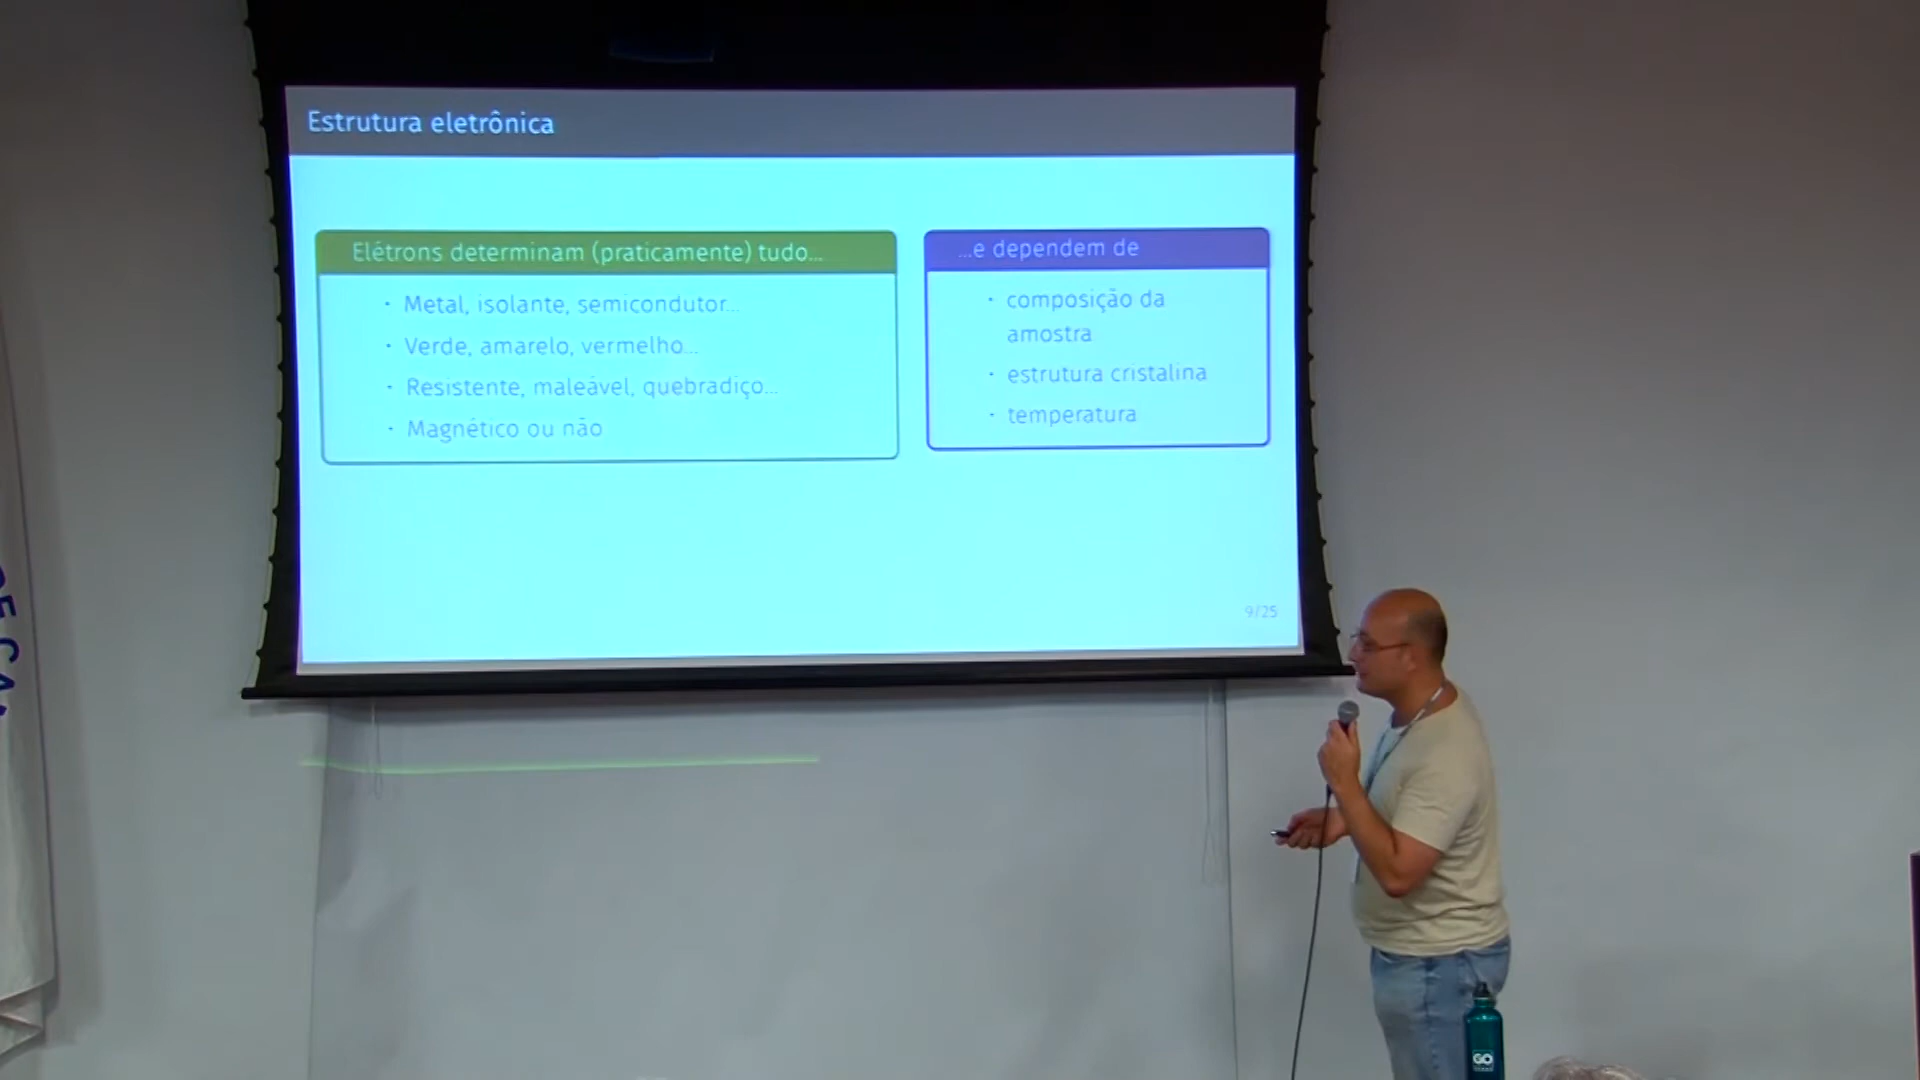 Estrutura eletrônica
Elétrons determinam (praticamente) tudo...
· Metal, isolante, semicondutor...
· Verde, amarelo, vermelho...
· Resistente, maleável, quebradiço...
· Magnético ou não
...e dependem de
· composição da
amostra
· estrutura cristalina
· temperatura
9/25
GO